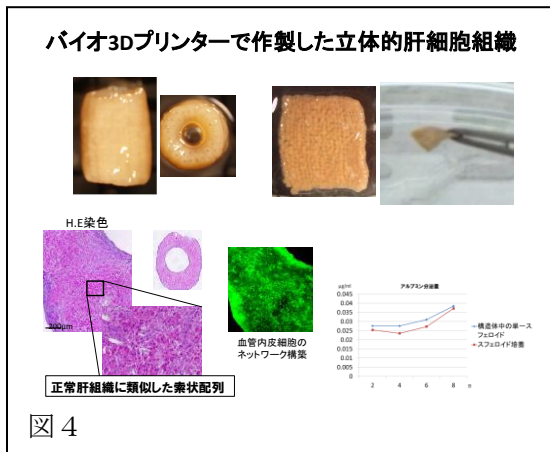 バイオ3Dプリンターで作製した立体的肝細胞組織
H.E染色
200μm
血管内皮細胞の
ネットワーク構築
正常肝組織に類似した索状配列
アルブミン分泌量
μg/ml
0.045
0.04
0.035
0.03
0.025
0.02
0.015
0.01
0.005
0
2 4 6 8 日
構造体中の単一ス
フェロイド
スフェロイド培養
図4